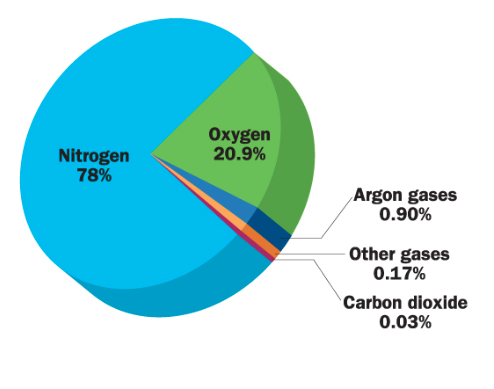 Nitrogen
78%
Oxygen
20.9%
Argon gases
0.90%
Other gases
0.17%
Carbon dioxide
0.03%